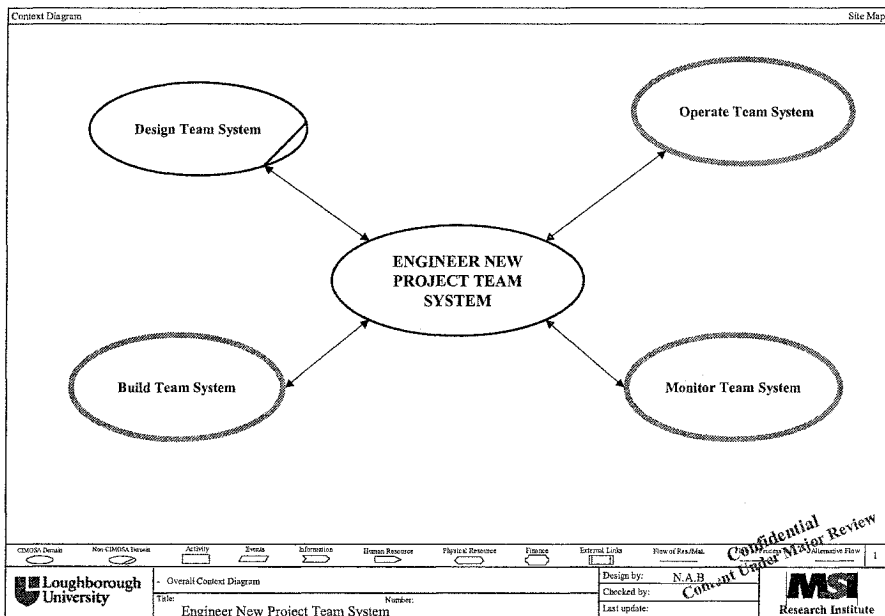 Context Diagram
Site Map
Design Team System
Operate Team System
ENGINEER NEW
PROJECT TEAM
SYSTEM
Build Team System
Monitor Team System
CIMOSA Domain
Non-CIMOSA Domain
Activity
Events
Information
Human Resource
Physical Resource
Finance
External Links
Flow of Res./Mat.
Process
Alternative Flow
1
Confidential
Content Under Major Review
Loughborough
University
- Overall Context Diagram
Title:
Number:
Engineer New Project Team System
Design by: N.A.B
Checked by:
Last update:
MSI
Research Institute